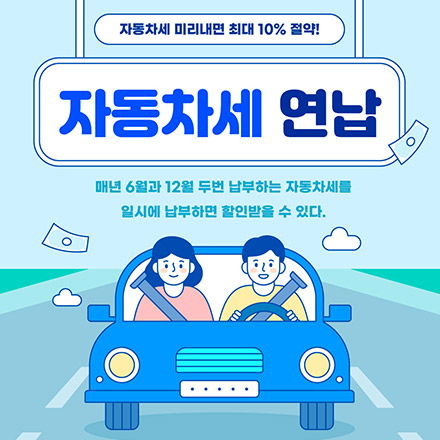 자동차세 미리내면 최대 10% 절약!
자동차세 연납
매년 6월과 12월 두번 납부하는 자동차세를
일시에 납부하면 할인받을 수 있다.